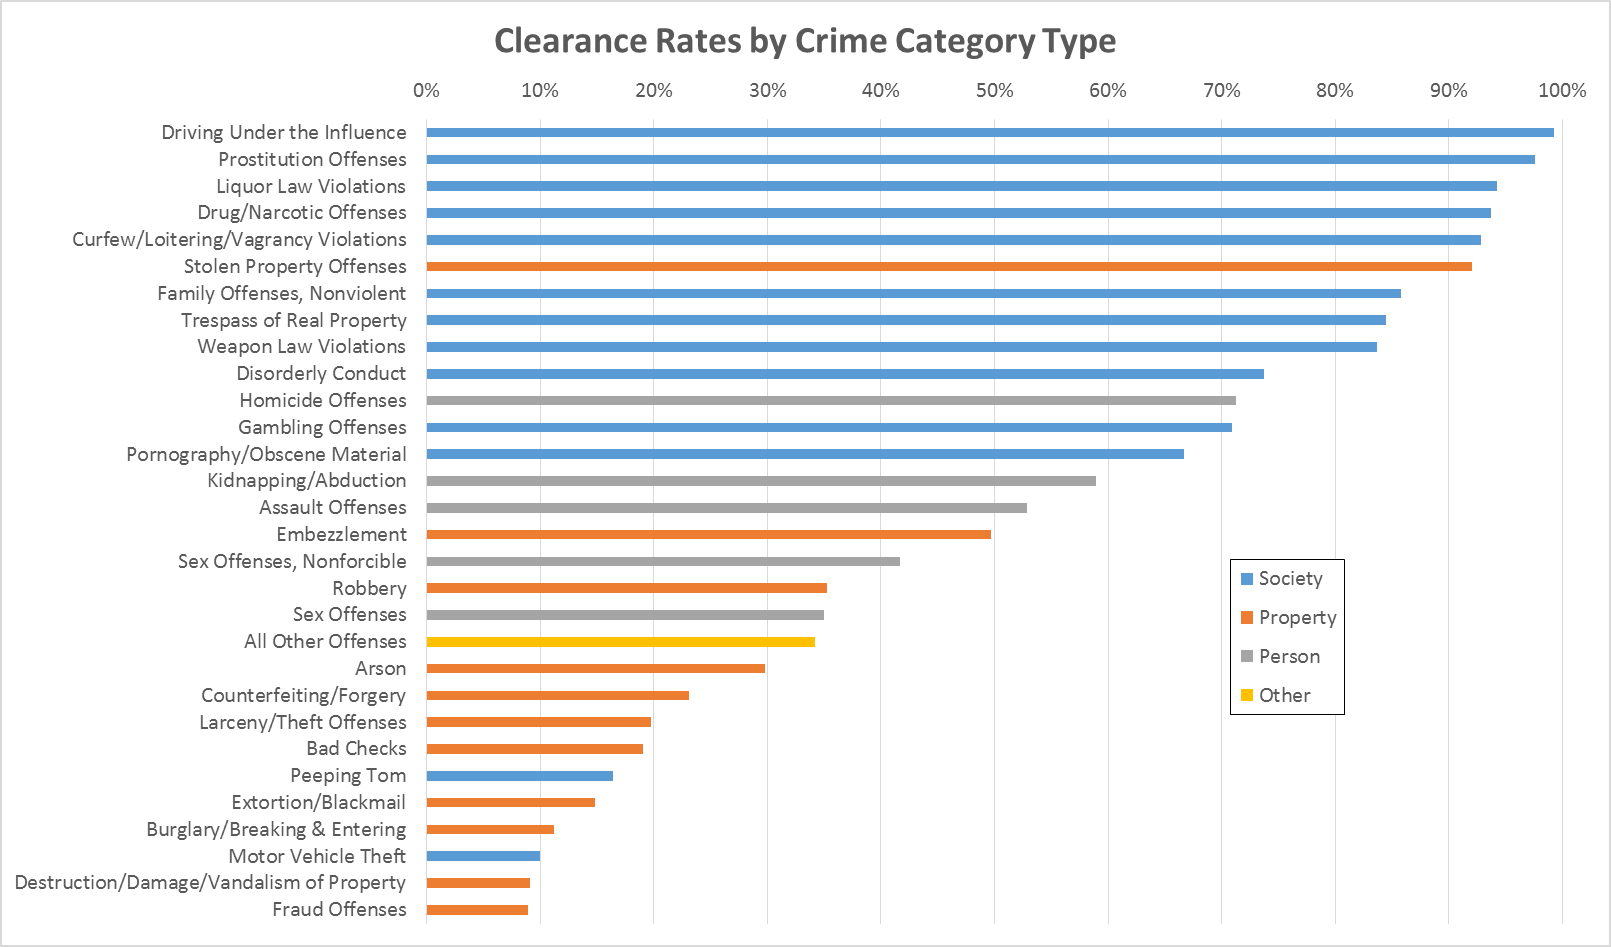 Clearance Rates by Crime Category Type
0% 10% 20% 30% 40% 50% 60% 70% 80% 90% 100%
Driving Under the Influence
Prostitution Offenses
Liquor Law Violations
Drug/Narcotic Offenses
Curfew/Loitering/Vagrancy Violations
Stolen Property Offenses
Family Offenses, Nonviolent
Trespass of Real Property
Weapon Law Violations
Disorderly Conduct
Homicide Offenses
Gambling Offenses
Pornography/Obscene Material
Kidnapping/Abduction
Assault Offenses
Embezzlement
Sex Offenses, Nonforcible
Robbery
Sex Offenses
All Other Offenses
Arson
Counterfeiting/Forgery
Larceny/Theft Offenses
Bad Checks
Peeping Tom
Extortion/Blackmail
Burglary/Breaking & Entering
Motor Vehicle Theft
Destruction/Damage/Vandalism of Property
Fraud Offenses
Society
Property
Person
Other